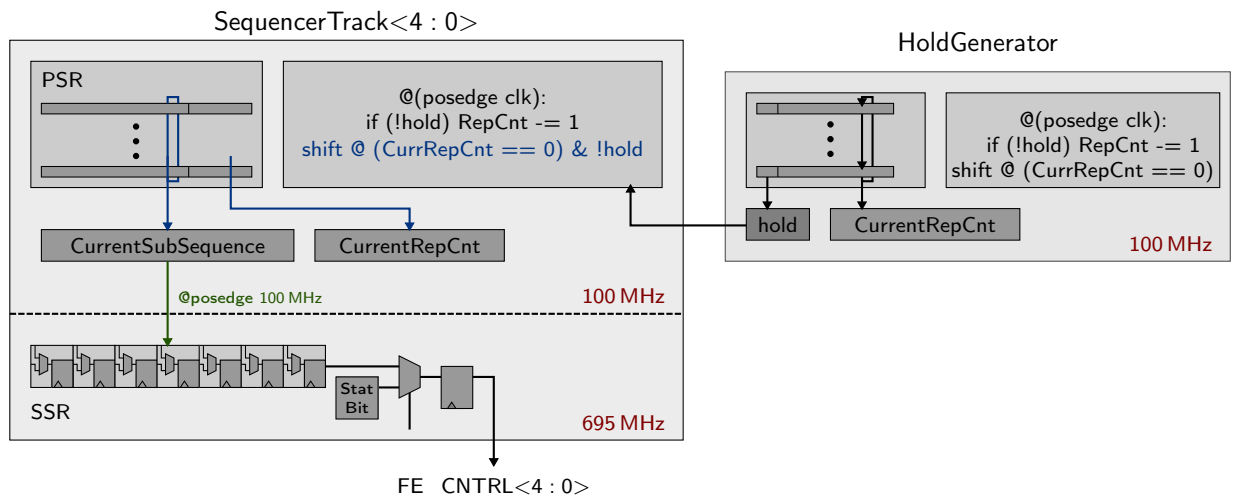 SequencerTrack<4 : 0>
PSR
@(posedge clk):
if (!hold) RepCnt -= 1
shift @ (CurrRepCnt == 0) & !hold
CurrentSubSequence
CurrentRepCnt
@posedge 100 MHz
100 MHz
SSR
Stat
Bit
695 MHz
FE CNTRL<4 : 0>
HoldGenerator
@(posedge clk):
if (!hold) RepCnt -= 1
shift @ (CurrRepCnt == 0)
hold
CurrentRepCnt
100 MHz